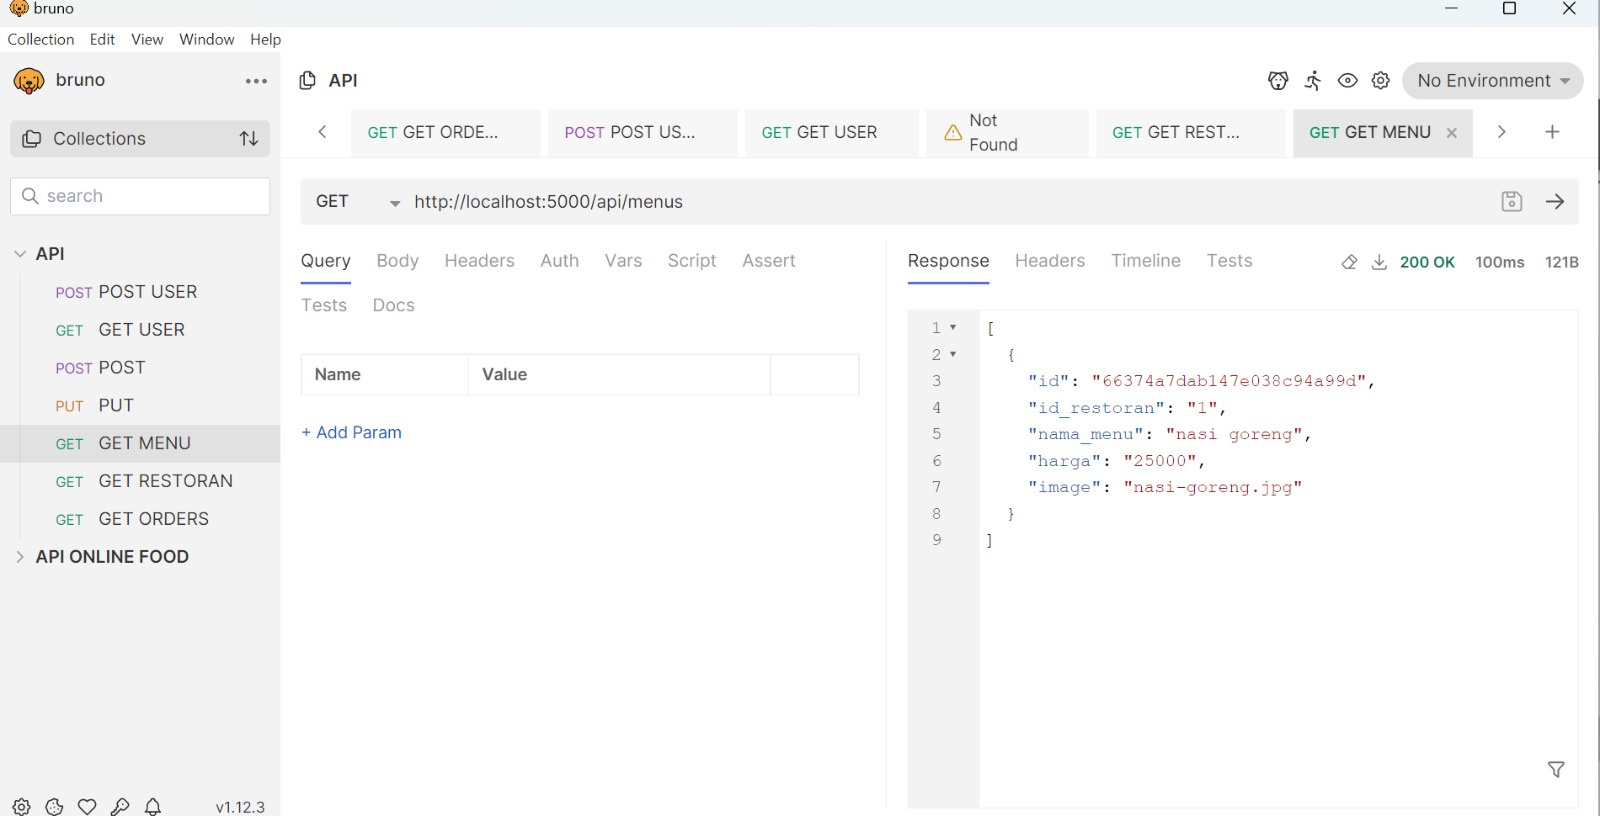 bruno
Collection Edit View Window Help
bruno
Collections
search
API
POST POST USER
GET GET USER
POST POST
PUT PUT
GET GET MENU
GET GET RESTORAN
GET GET ORDERS
API ONLINE FOOD
v1.12.3
API
No Environment
GET GET ORDE...
POST POST US...
GET GET USER
Not
Found
GET GET REST...
GET GET MENU
GET http://localhost:5000/api/menus
Query Body Headers Auth Vars Script Assert
Tests Docs
Name Value
+ Add Param
Response Headers Timeline Tests 200 OK 100ms 121B
1 [
2 {
3 "id": "66374a7dab147e038c94a99d",
4 "id_restoran": "1",
5 "nama_menu": "nasi goreng",
6 "harga": "25000",
7 "image": "nasi-goreng.jpg"
8 }
9 ]